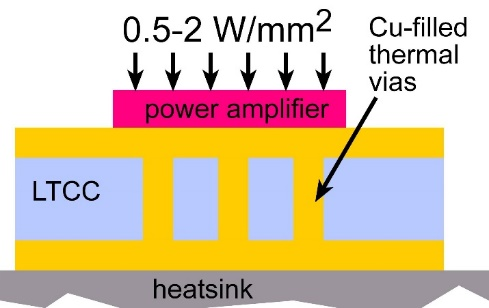 0.5-2 W/mm²
Cu-filled
thermal
vias
power amplifier
LTCC
heatsink